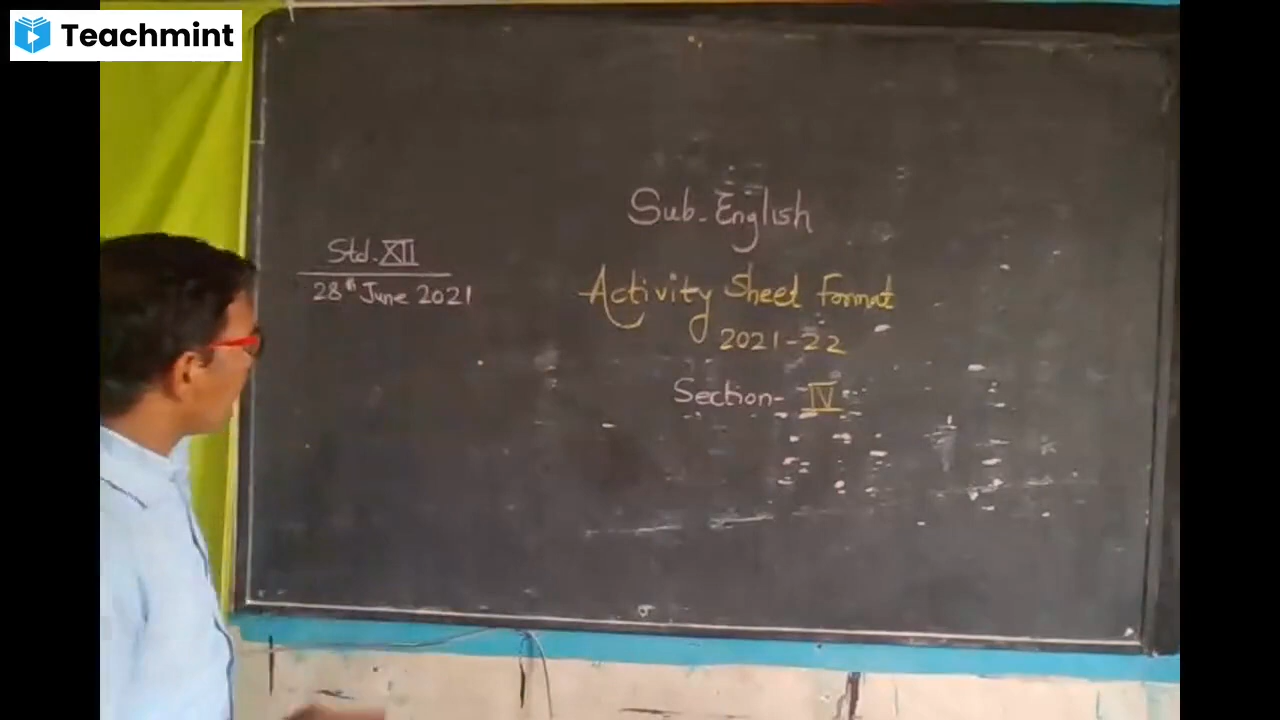 Teachmint
Sub-English
Std.XII
28th June 2021
Activity Sheet format
2021-22
Section- IV